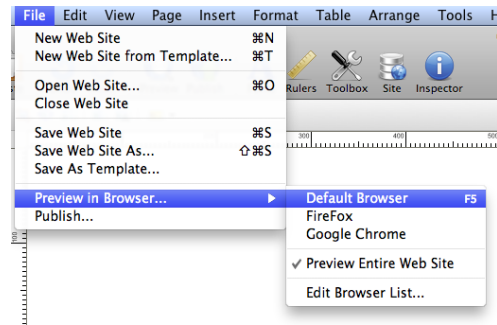 File Edit View Page Insert Format Table Arrange Tools H
New Web Site ⌘N
New Web Site from Template... ⌘T
Open Web Site... ⌘O
Close Web Site
Save Web Site ⌘S
Save Web Site As... ⇧⌘S
Save As Template...
Preview in Browser... ▶
Publish...
Rulers Toolbox Site Inspector
300 400 500
100
Default Browser F5
FireFox
Google Chrome
✓ Preview Entire Web Site
Edit Browser List...